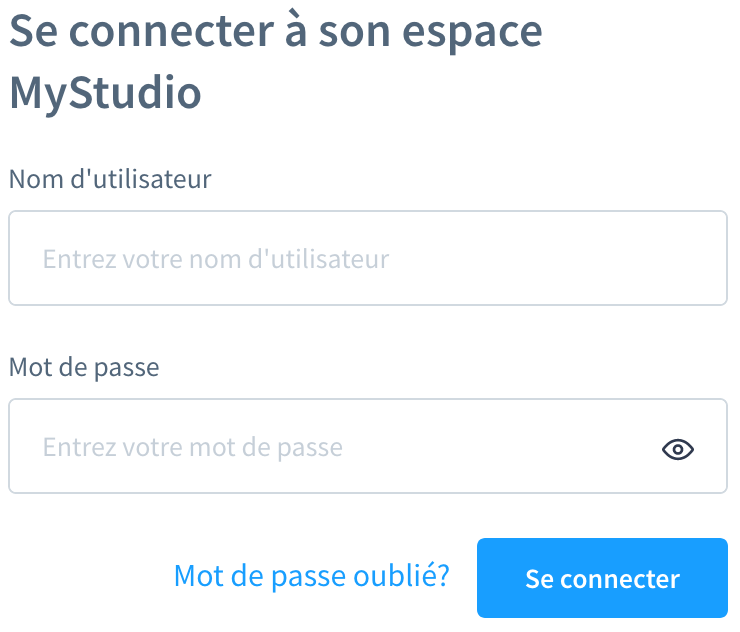 Se connecter à son espace
MyStudio
Nom d'utilisateur
Entrez votre nom d'utilisateur
Mot de passe
Entrez votre mot de passe
Mot de passe oublié?
Se connecter